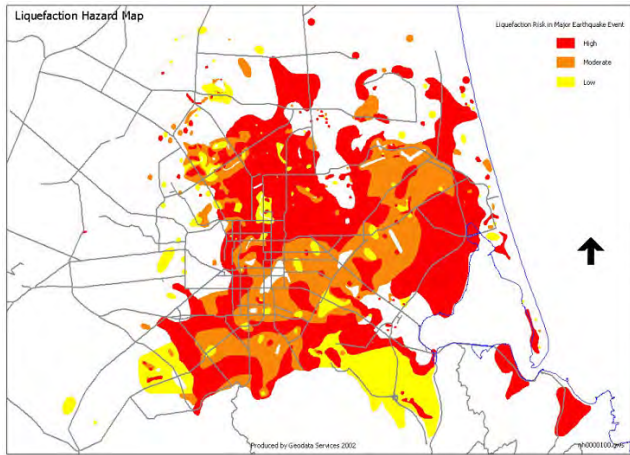 Liquefaction Hazard Map
Liquefaction Risk in Major Earthquake Event
High
Moderate
Low
Produced by Geodata Services 2002